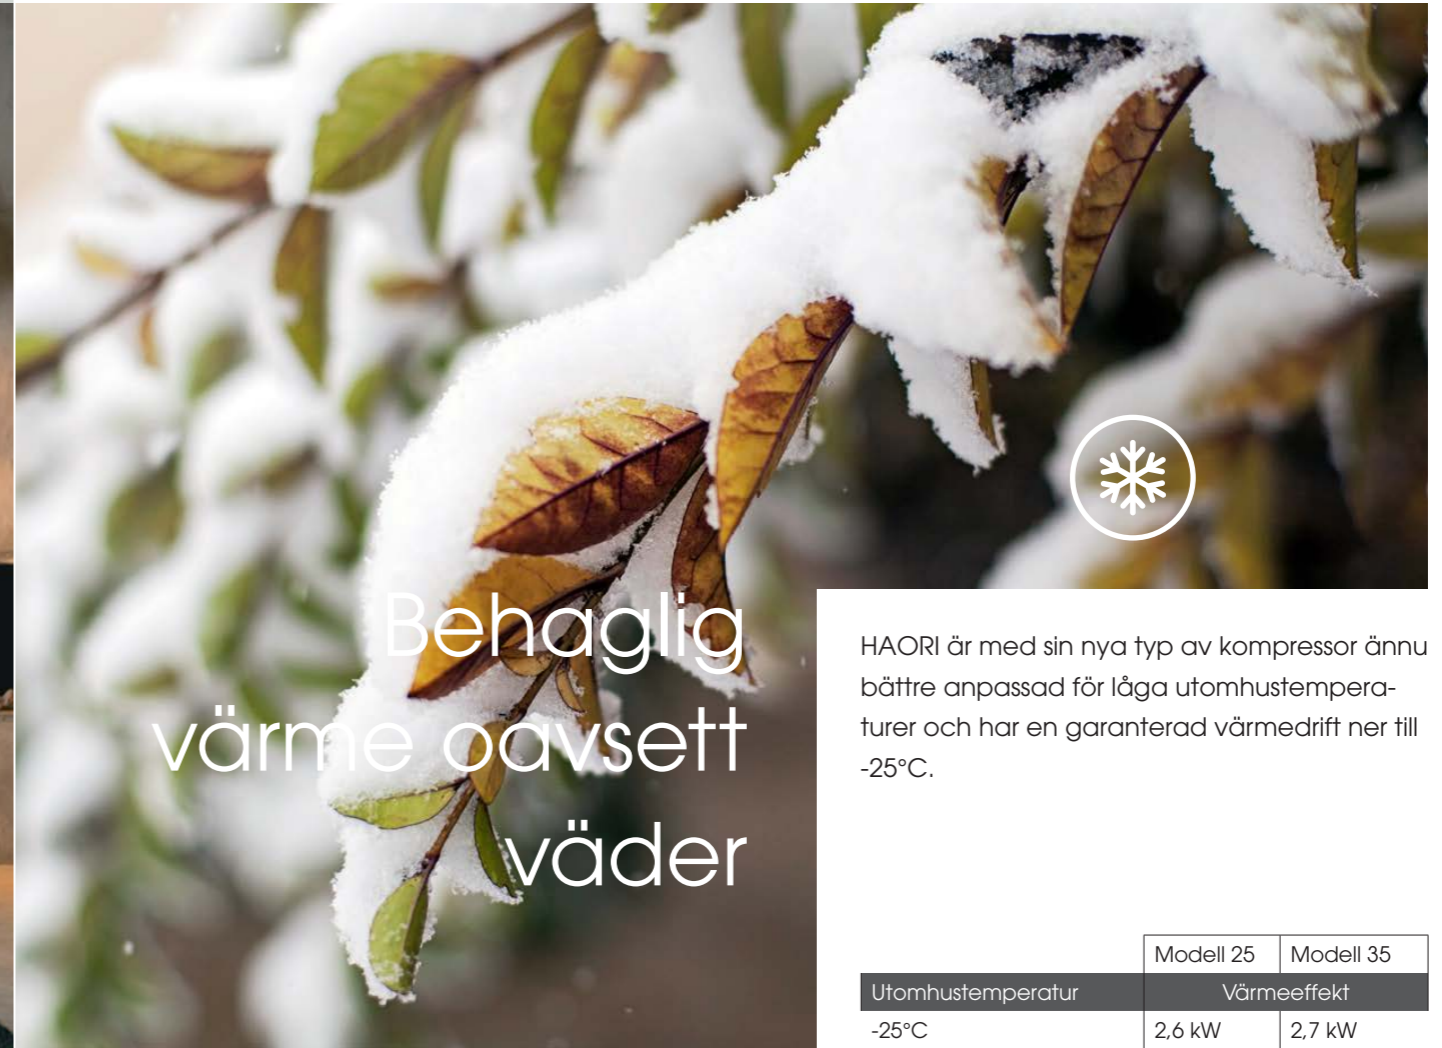 Behaglig
värme oavsett
väder
HAORI är med sin nya typ av kompressor ännu
bättre anpassad för låga utomhustempera-
turer och har en garanterad värmedrift ner till
-25°C.
Modell 25 Modell 35
Utomhustemperatur Värmeeffekt
-25°C 2,6 kW 2,7 kW